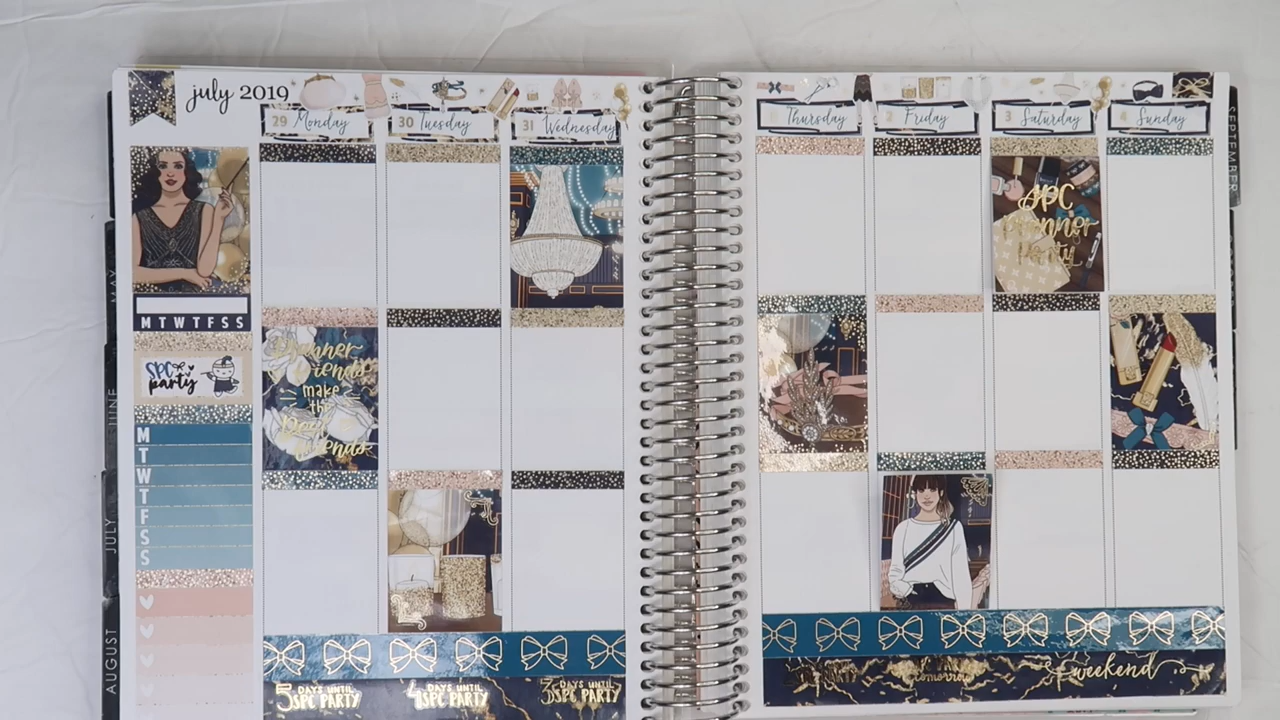 july 2019
29 Monday
30 Tuesday
31 Wednesday
Thursday
2 Friday
3 Saturday
4 Sunday
SPC
planner
party
M T W T F S S
SPC
party
Planner
friends
make
the
Best
friends
M
T
W
T
F
S
S
MAY
JUNE
JULY
AUGUST
SEPTEMBER
5 DAYS UNTIL
SPC PARTY
4 DAYS UNTIL
SPC PARTY
3 DAYS UNTIL
SPC PARTY
tomorrow
weekend